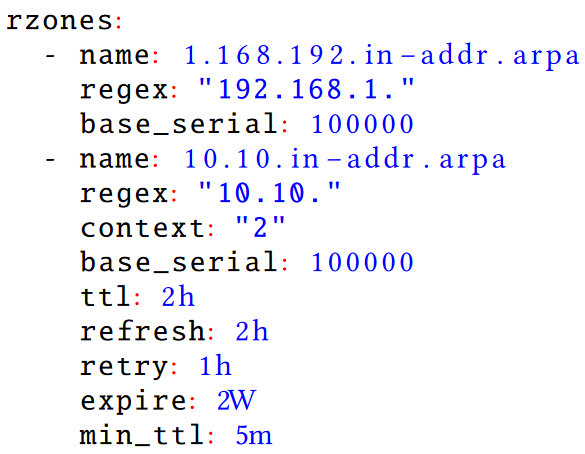 rzones:
  - name: 1.168.192.in-addr.arpa
    regex: "192.168.1."
    base_serial: 100000
  - name: 10.10.in-addr.arpa
    regex: "10.10."
    context: "2"
    base_serial: 100000
    ttl: 2h
    refresh: 2h
    retry: 1h
    expire: 2W
    min_ttl: 5m